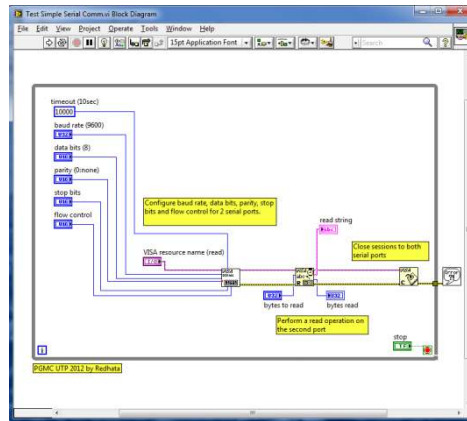 Test Simple Serial Comm.vi Block Diagram
File Edit View Project Operate Tools Window Help
15pt Application Font
Search
timeout (10sec)
10000
baud rate (9600)
data bits (8)
parity (0:none)
stop bits
flow control
Configure baud rate, data bits, parity, stop
bits and flow control for 2 serial ports.
read string
Close sessions to both
serial ports
VISA resource name (read)
bytes to read
bytes read
Perform a read operation on
the second port
stop
i
PGMC UTP 2012 by Redhata